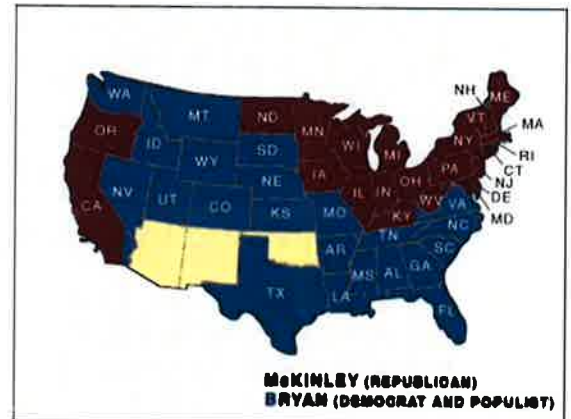 WA
MT
ND
MN
NH
ME
VT
MA
OR
ID
WY
SD
WI
MI
NY
RI
CT
NJ
DE
MD
NV
UT
CO
NE
IA
IL
IN
OH
PA
WV
VA
CA
KS
MO
KY
NC
TN
SC
AR
MS
AL
GA
TX
LA
FL
McKINLEY (REPUBLICAN)
BRYAN (DEMOCRAT AND POPULIST)